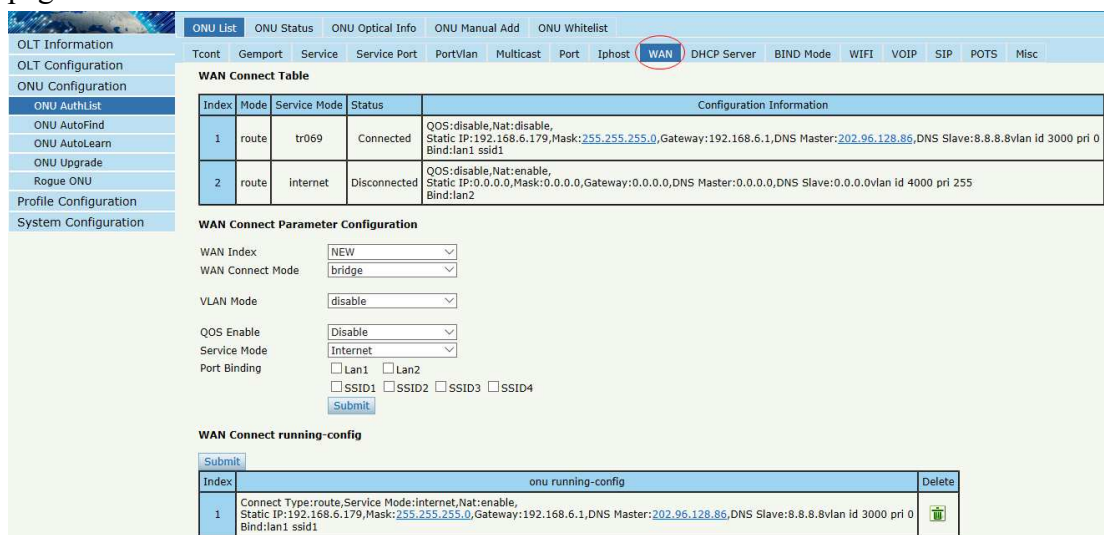 ONU List ONU Status ONU Optical Info ONU Manual Add ONU Whitelist
Tcont Gemport Service Service Port PortVlan Multicast Port Iphost WAN DHCP Server BIND Mode WIFI VOIP SIP POTS Misc
OLT Information
OLT Configuration
ONU Configuration
ONU AuthList
ONU AutoFind
ONU AutoLearn
ONU Upgrade
Rogue ONU
Profile Configuration
System Configuration
WAN Connect Table
Index Mode Service Mode Status Configuration Information
1 route tr069 Connected
QOS:disable,Nat:disable,
Static IP:192.168.6.179,Mask:255.255.255.0,Gateway:192.168.6.1,DNS Master:202.96.128.86,DNS Slave:8.8.8.8vlan id 3000 pri 0
Bind:lan1 ssid1
2 route internet Disconnected
QOS:disable,Nat:enable,
Static IP:0.0.0.0,Mask:0.0.0.0,Gateway:0.0.0.0,DNS Master:0.0.0.0,DNS Slave:0.0.0.0vlan id 4000 pri 255
Bind:lan2
WAN Connect Parameter Configuration
WAN Index NEW
WAN Connect Mode bridge
VLAN Mode disable
QOS Enable Disable
Service Mode Internet
Port Binding Lan1 Lan2
SSID1 SSID2 SSID3 SSID4
Submit
WAN Connect running-config
Submit
Index onu running-config Delete
1
Connect Type:route,Service Mode:internet,Nat:enable,
Static IP:192.168.6.179,Mask:255.255.255.0,Gateway:192.168.6.1,DNS Master:202.96.128.86,DNS Slave:8.8.8.8vlan id 3000 pri 0
Bind:lan1 ssid1